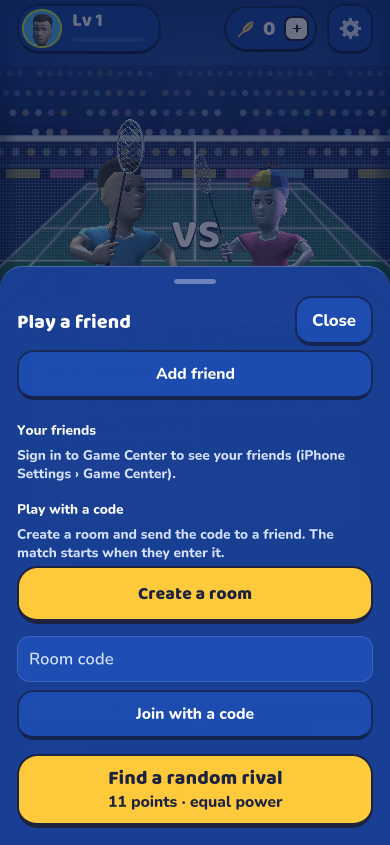 Lv 1
0
+
VS
Play a friend
Close
Add friend
Your friends
Sign in to Game Center to see your friends (iPhone
Settings › Game Center).
Play with a code
Create a room and send the code to a friend. The
match starts when they enter it.
Create a room
Room code
Join with a code
Find a random rival
11 points · equal power